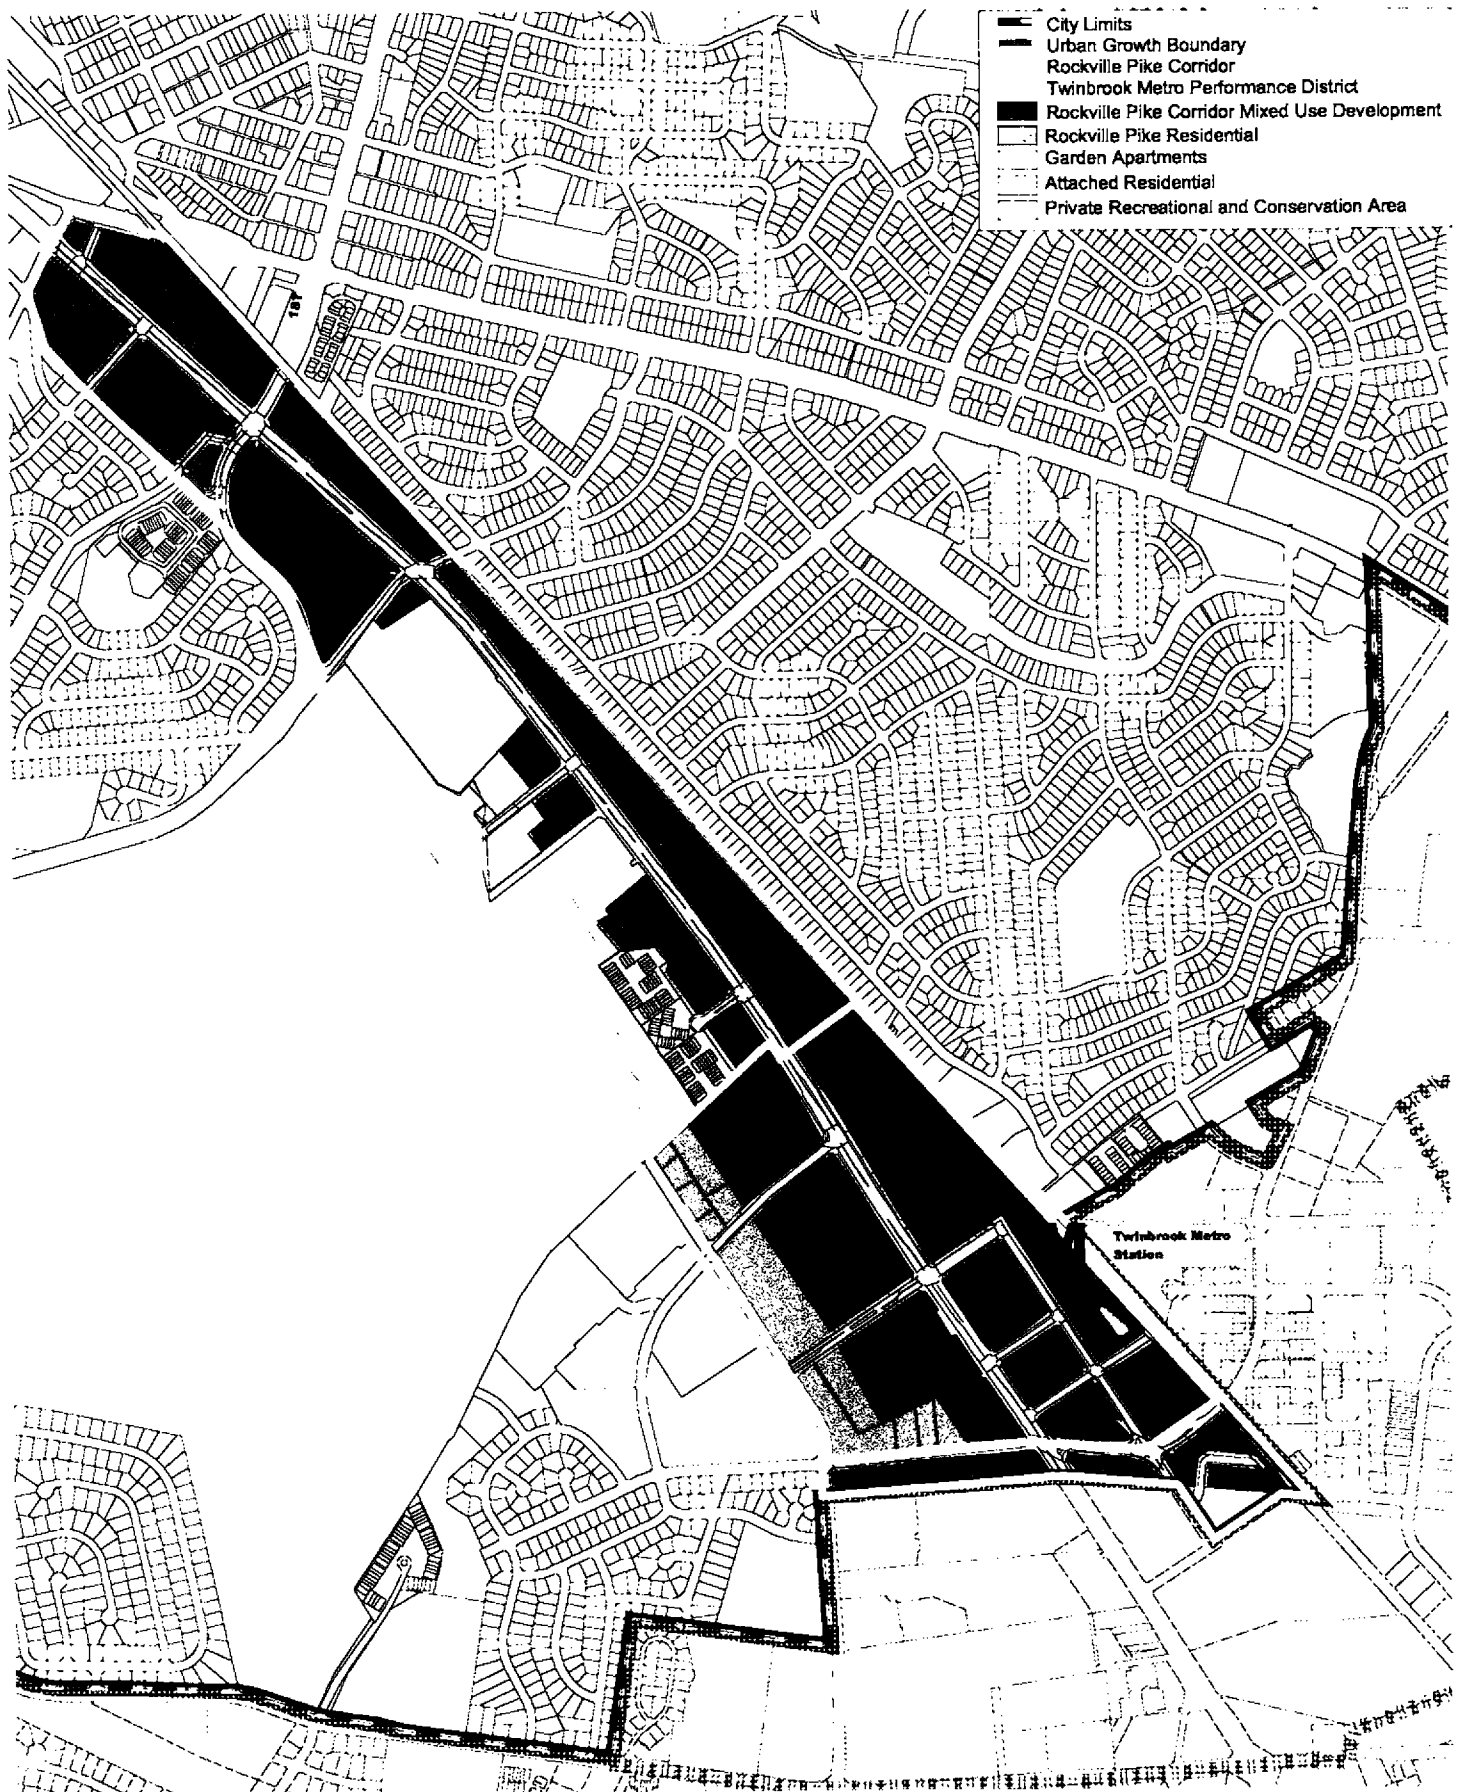 City Limits
Urban Growth Boundary
Rockville Pike Corridor
Twinbrook Metro Performance District
Rockville Pike Corridor Mixed Use Development
Rockville Pike Residential
Garden Apartments
Attached Residential
Private Recreational and Conservation Area
1ST
Twinbrook Metro
Station